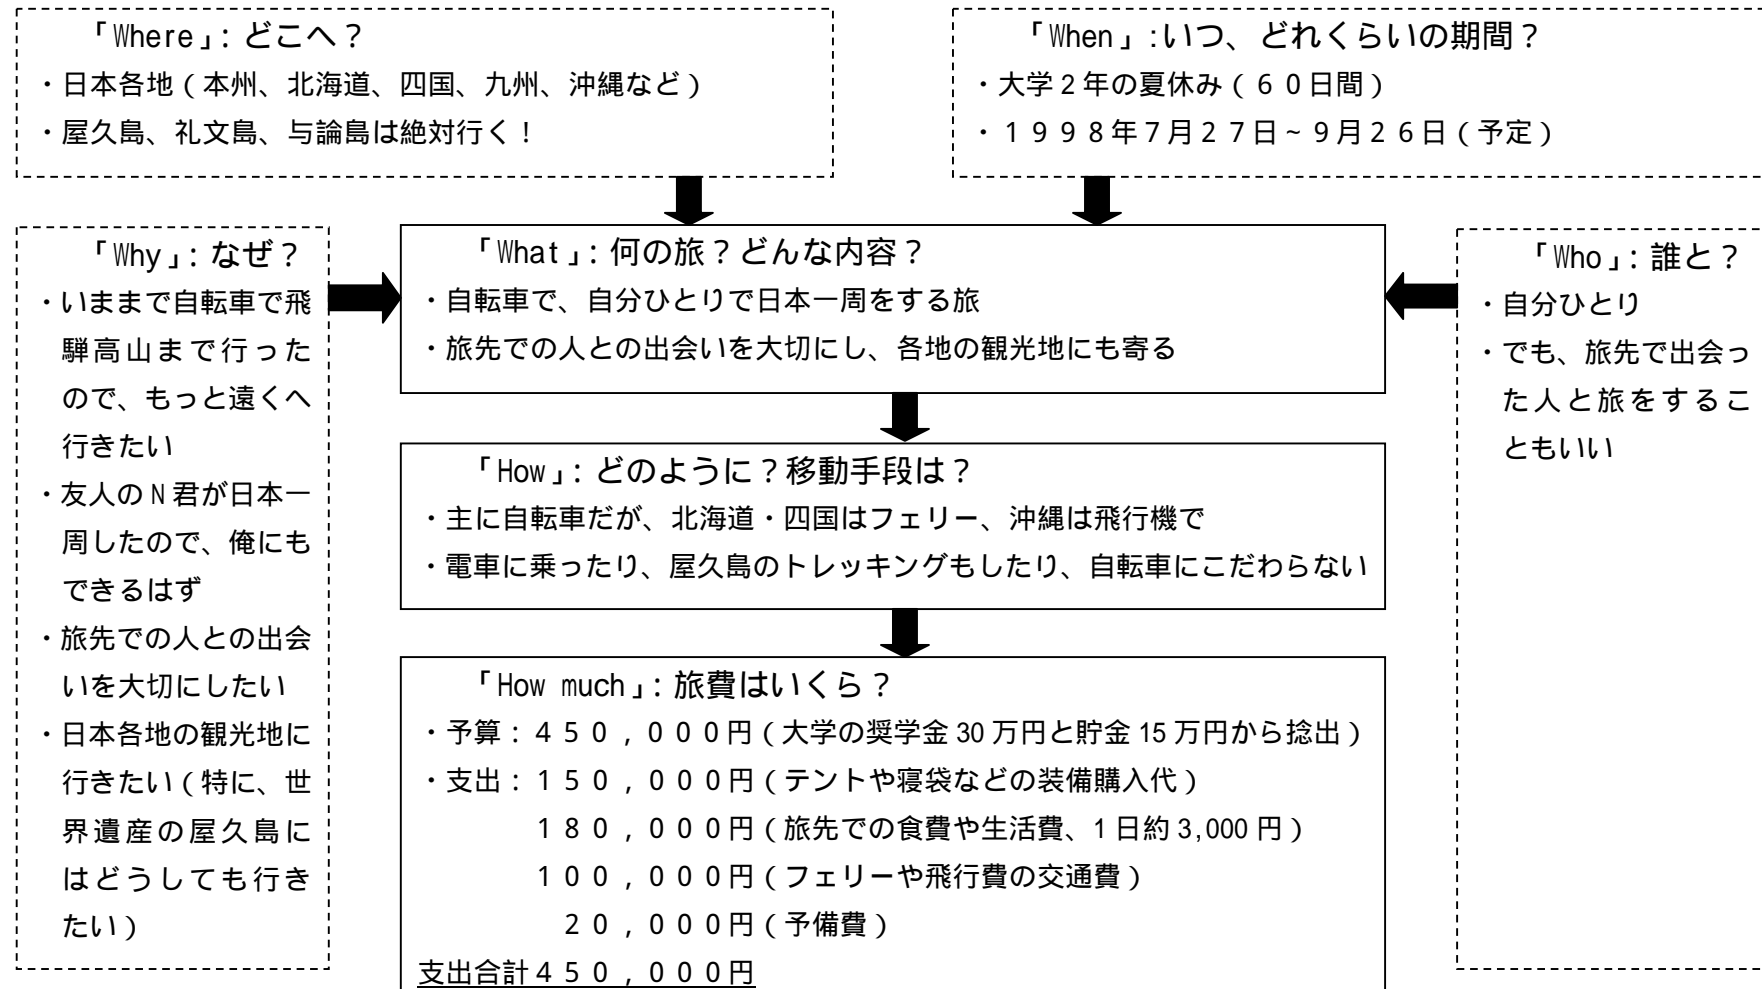 「Where」：どこへ？
・日本各地（本州、北海道、四国、九州、沖縄など）
・屋久島、礼文島、与論島は絶対行く！
「When」：いつ、どれくらいの期間？
・大学２年の夏休み（６０日間）
・１９９８年７月２７日~９月２６日（予定）
「Why」：なぜ？
・いままで自転車で飛
騨高山まで行った
ので、もっと遠くへ
行きたい
・友人のN君が日本一
周したので、俺にも
できるはず
・旅先での人との出会
いを大切にしたい
・日本各地の観光地に
行きたい（特に、世
界遺産の屋久島に
はどうしても行き
たい）
「What」：何の旅？どんな内容？
・自転車で、自分ひとりで日本一周をする旅
・旅先での人との出会いを大切にし、各地の観光地にも寄る
「How」：どのように？移動手段は？
・主に自転車だが、北海道・四国はフェリー、沖縄は飛行機で
・電車に乗ったり、屋久島のトレッキングもしたり、自転車にこだわらない
「How much」：旅費はいくら？
・予算：４５０，０００円（大学の奨学金30万円と貯金15万円から捻出）
・支出：１５０，０００円（テントや寝袋などの装備購入代）
１８０，０００円（旅先での食費や生活費、1日約3,000円）
１００，０００円（フェリーや飛行費の交通費）
２０，０００円（予備費）
支出合計４５０，０００円
「Who」：誰と？
・自分ひとり
・でも、旅先で出会っ
た人と旅をするこ
ともいい